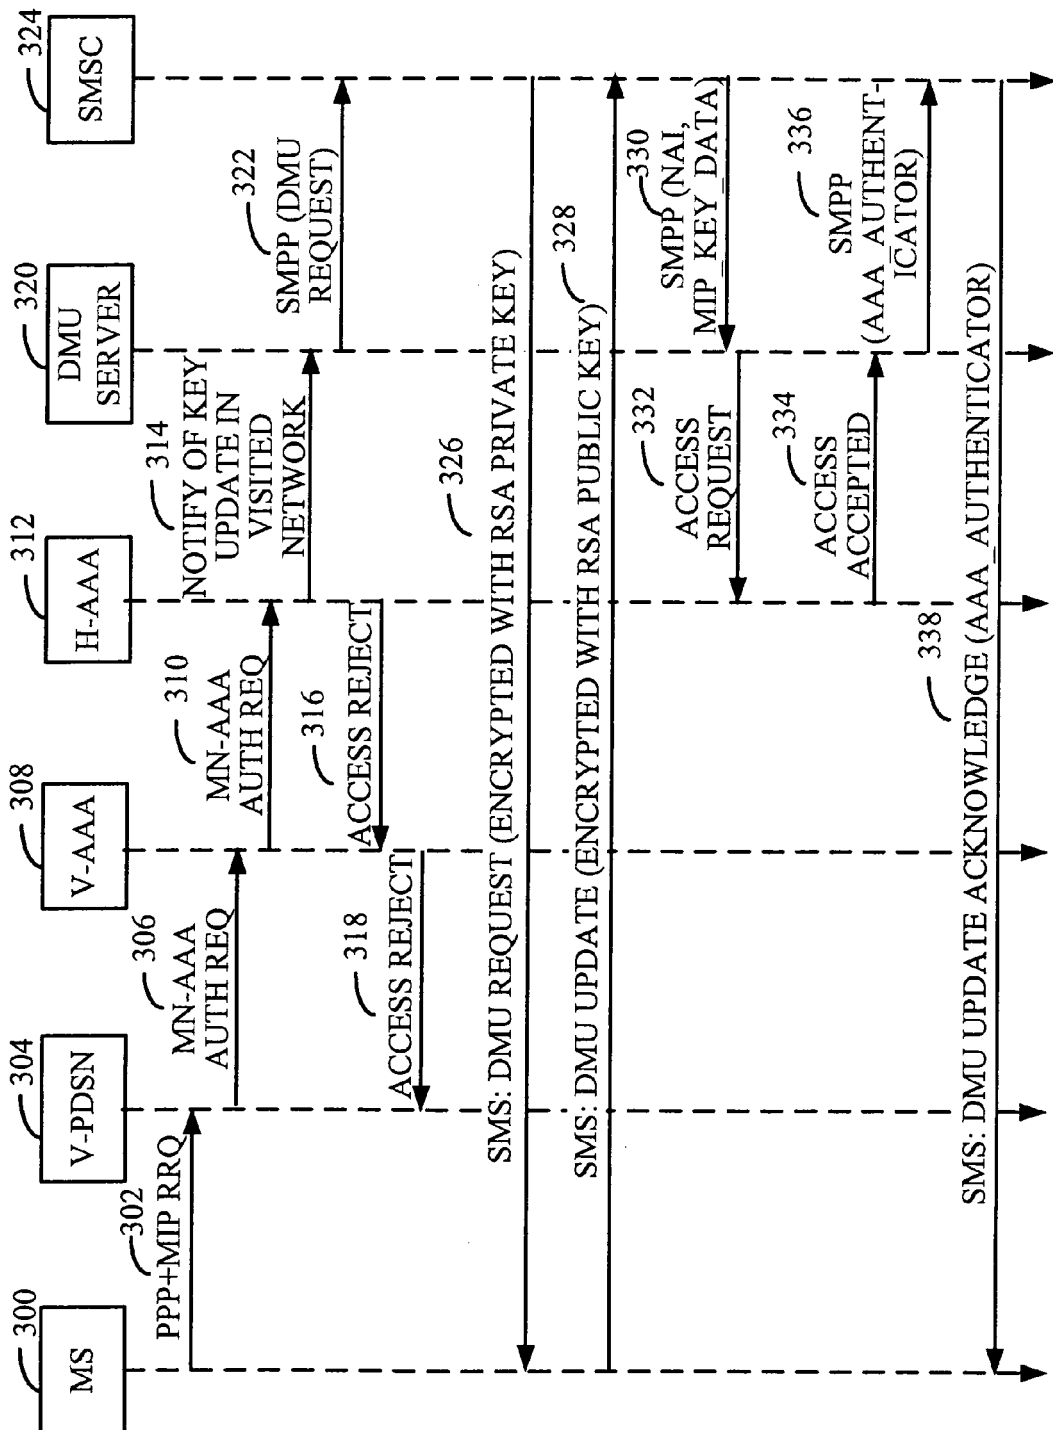 300
MS
304
V-PDSN
308
V-AAA
312
H-AAA
320
DMU
SERVER
324
SMSC
302
PPP+MIP RRQ
306
MN-AAA
AUTH REQ
310
MN-AAA
AUTH REQ
314
NOTIFY OF KEY
UPDATE IN
VISITED
NETWORK
322
SMPP (DMU
REQUEST)
316
ACCESS REJECT
318
ACCESS REJECT
326
SMS: DMU REQUEST (ENCRYPTED WITH RSA PRIVATE KEY)
328
SMS: DMU UPDATE (ENCRYPTED WITH RSA PUBLIC KEY)
330
SMPP (NAI,
MIP_KEY_DATA)
332
ACCESS
REQUEST
334
ACCESS
ACCEPTED
336
SMPP
(AAA_AUTHENT-
ICATOR)
338
SMS: DMU UPDATE ACKNOWLEDGE (AAA_AUTHENTICATOR)